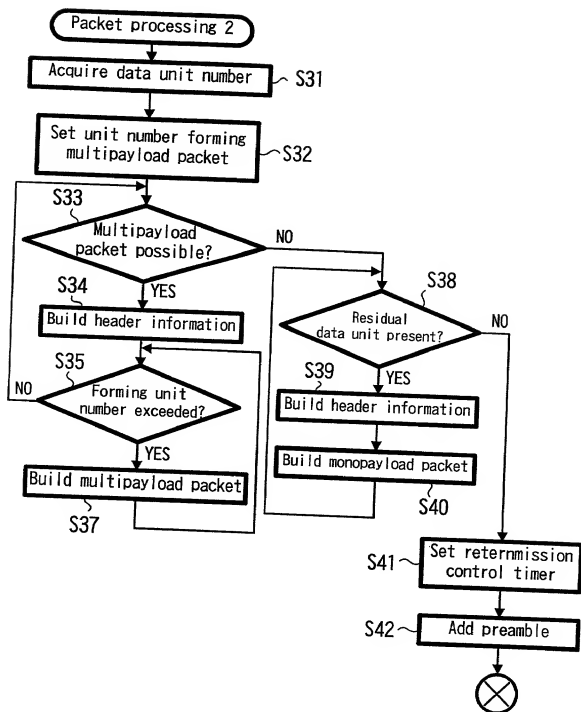 Packet processing 2
Acquire data unit number
S31
Set unit number forming
multipayload packet
S32
S33
Multipayload
packet possible?
NO
YES
S34
Build header information
S35
NO
Forming unit
number exceeded?
YES
Build multipayload packet
S37
S38
Residual
data unit present?
NO
YES
S39
Build header information
Build monopayload packet
S40
S41
Set reternmission
control timer
S42
Add preamble